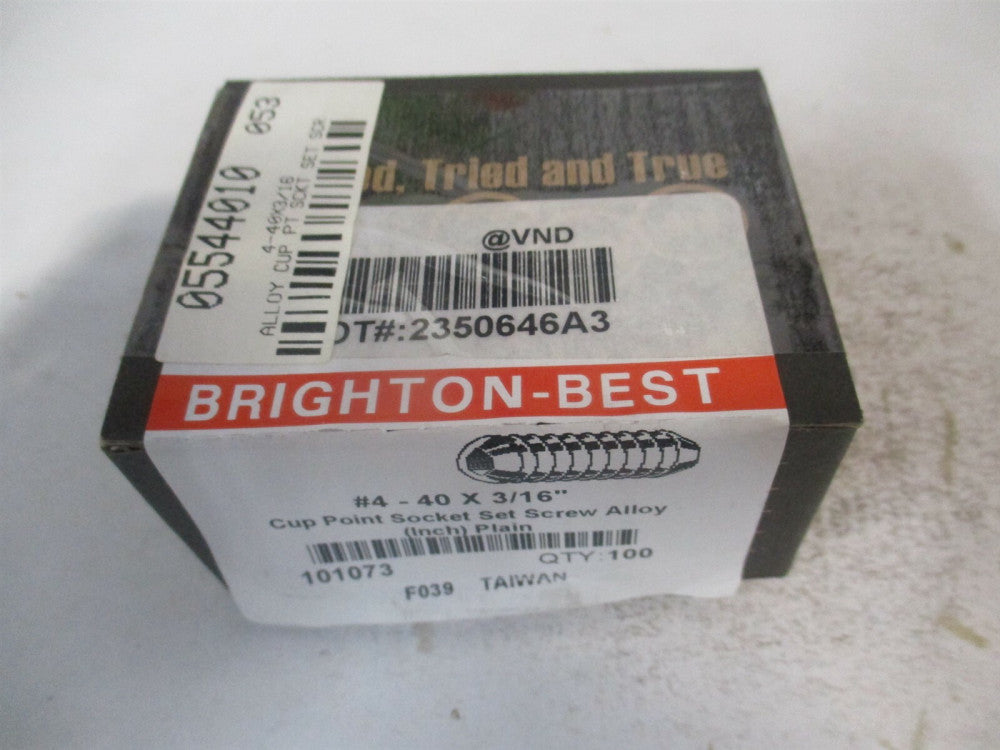 05544010 053
4-40X3/16
ALLOY CUP PT SCKT SET SCR
Tried and True
@VND
2350646A3
BRIGHTON-BEST
#4 - 40 X 3/16"
Cup Point Socket Set Screw Alloy
(Inch) Plain
101073 QTY:100
F039 TAIWAN